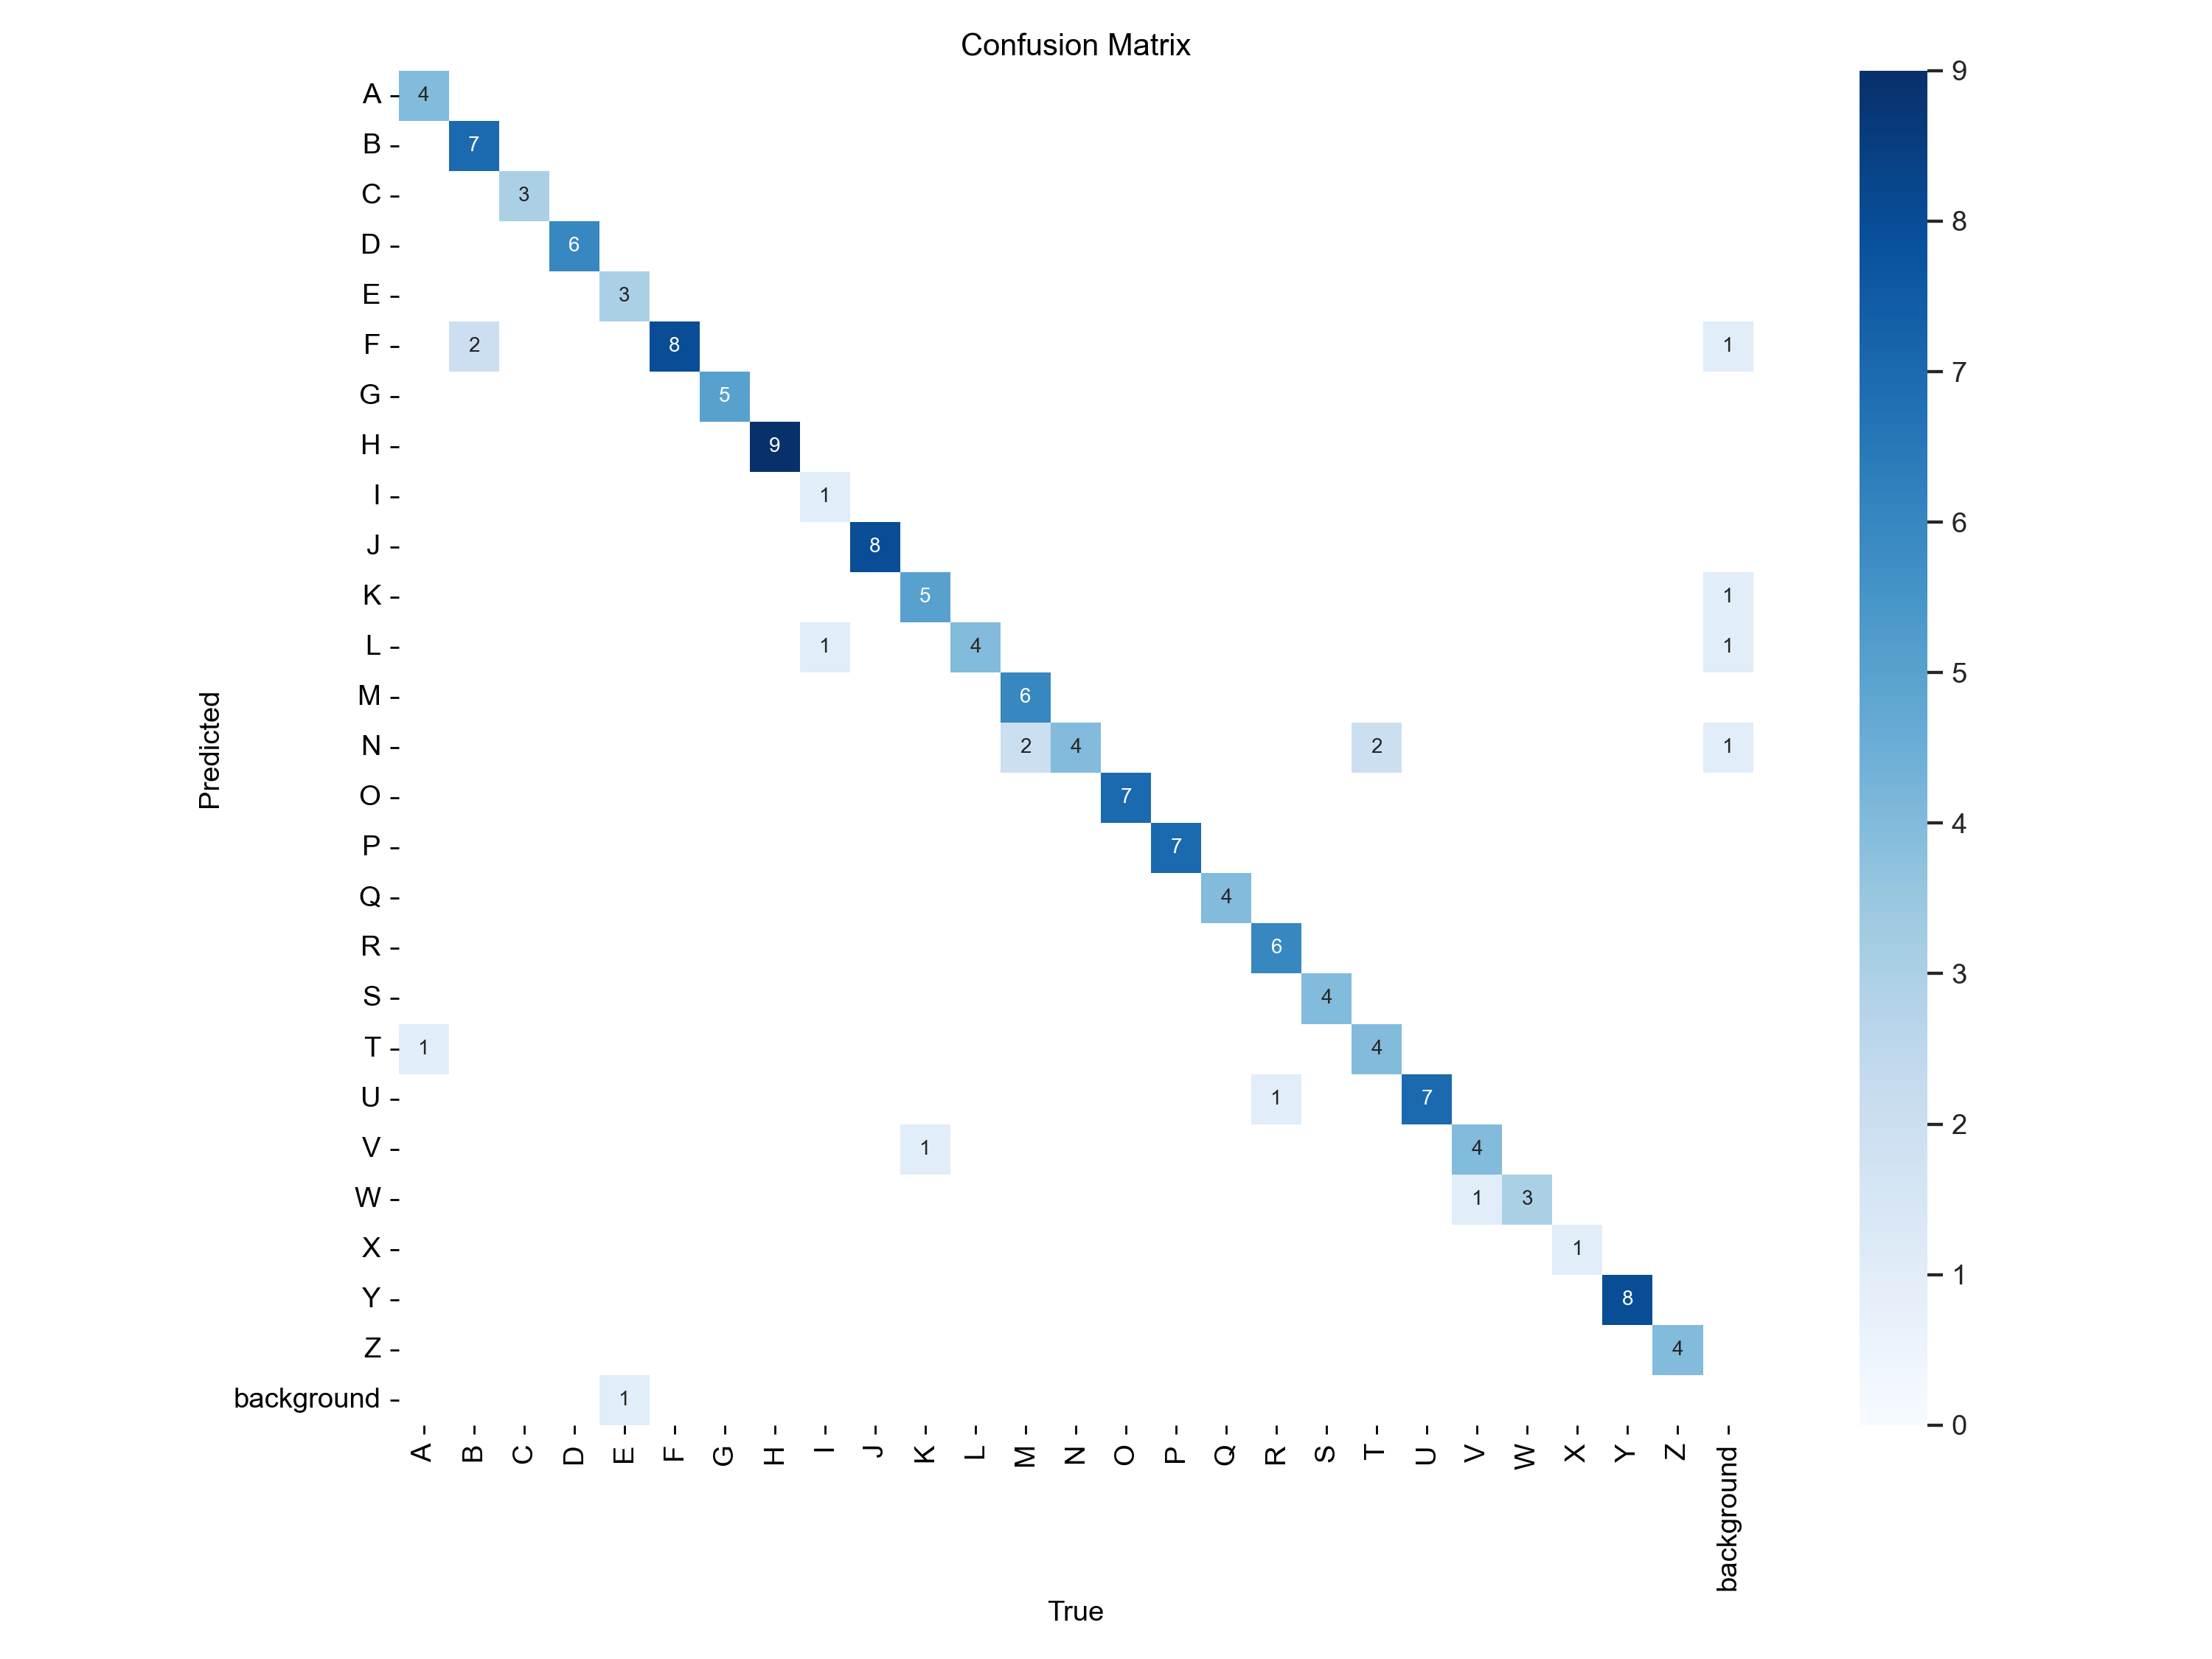 Confusion Matrix
A 4
B 7
C 3
D 6
E 3
F 2 8 1
G 5
H 9
I 1
J 8
K 5 1
L 1 4 1
M 6
N 2 4 2 1
O 7
P 7
Q 4
R 6
S 4
T 1 4
U 1 7
V 1 4
W 1 3
X 1
Y 8
Z 4
background 1
A B C D E F G H I J K L M N O P Q R S T U V W X Y Z background
True
Predicted
9
8
7
6
5
4
3
2
1
0